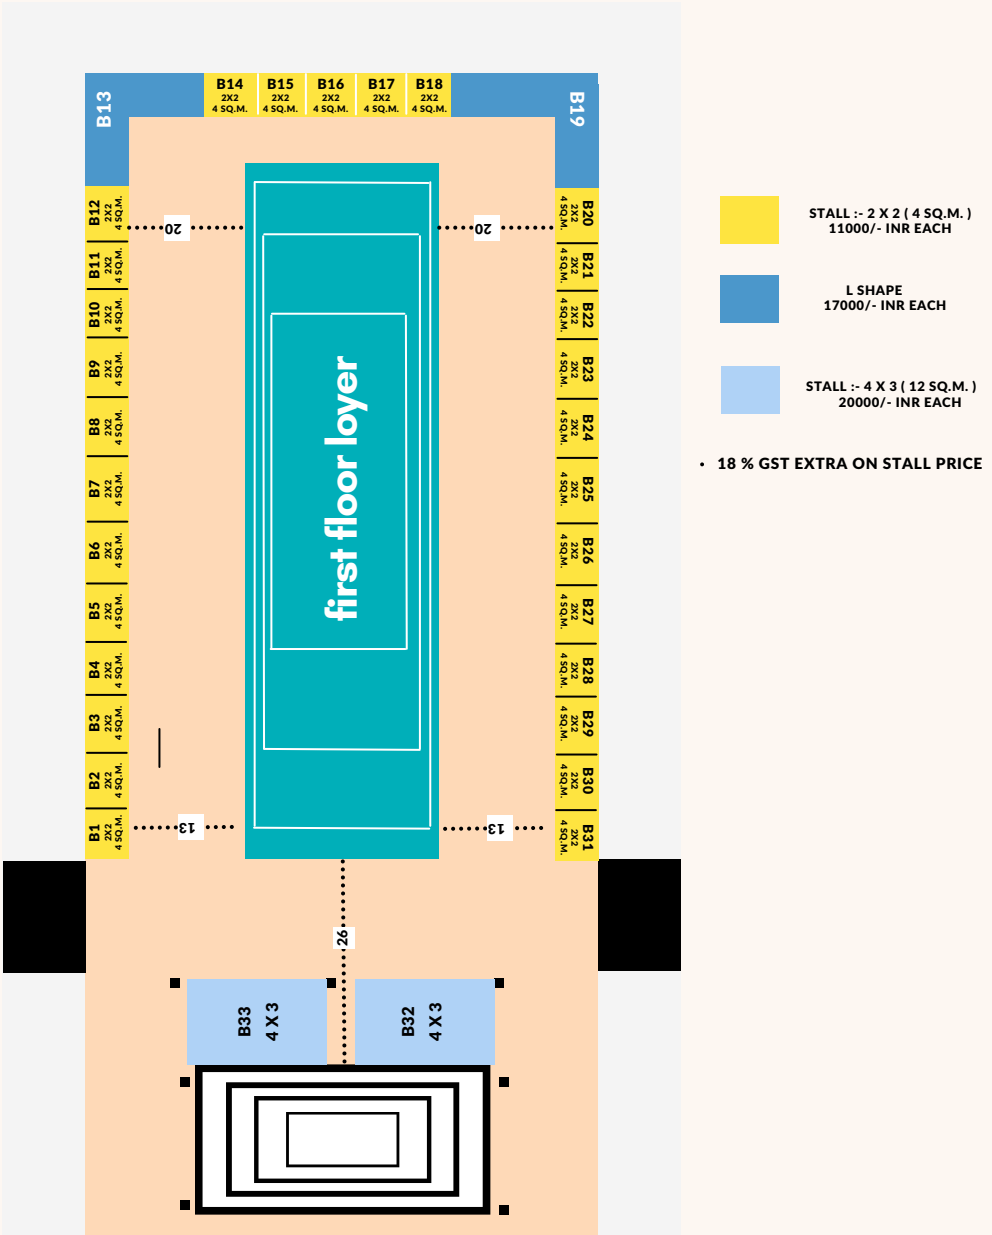 B13
B14
2X2
4 SQ.M.
B15
2X2
4 SQ.M.
B16
2X2
4 SQ.M.
B17
2X2
4 SQ.M.
B18
2X2
4 SQ.M.
B19
B12
2X2
4 SQ.M.
B11
2X2
4 SQ.M.
B10
2X2
4 SQ.M.
B9
2X2
4 SQ.M.
B8
2X2
4 SQ.M.
B7
2X2
4 SQ.M.
B6
2X2
4 SQ.M.
B5
2X2
4 SQ.M.
B4
2X2
4 SQ.M.
B3
2X2
4 SQ.M.
B2
2X2
4 SQ.M.
B1
2X2
4 SQ.M.
20
20
first floor loyer
13
13
26
B20
2X2
4 SQ.M.
B21
2X2
4 SQ.M.
B22
2X2
4 SQ.M.
B23
2X2
4 SQ.M.
B24
2X2
4 SQ.M.
B25
2X2
4 SQ.M.
B26
2X2
4 SQ.M.
B27
2X2
4 SQ.M.
B28
2X2
4 SQ.M.
B29
2X2
4 SQ.M.
B30
2X2
4 SQ.M.
B31
2X2
4 SQ.M.
B33
4 X 3
B32
4 X 3
STALL :- 2 X 2 ( 4 SQ.M. )
11000/- INR EACH
L SHAPE
17000/- INR EACH
STALL :- 4 X 3 ( 12 SQ.M. )
20000/- INR EACH
• 18 % GST EXTRA ON STALL PRICE